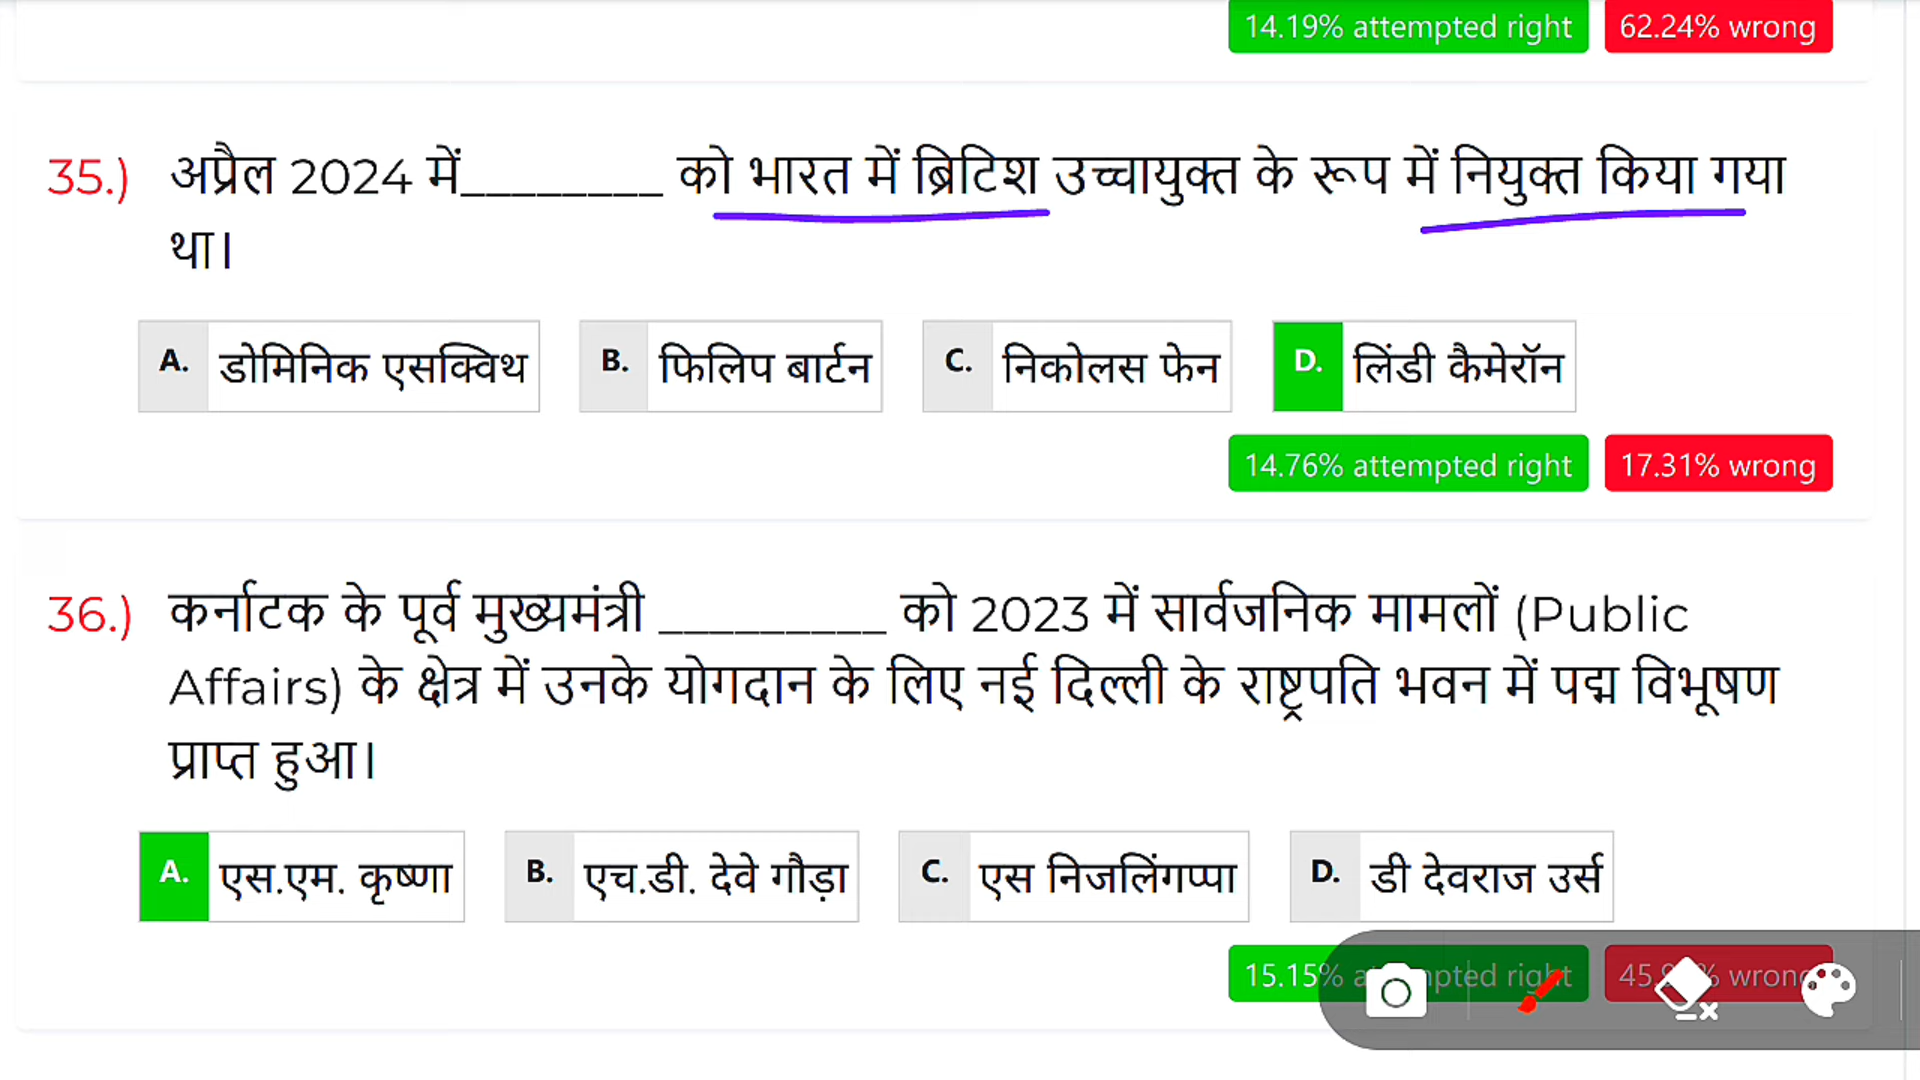 14.19% attempted right 62.24% wrong
35.) अप्रैल 2024 में________ को भारत में ब्रिटिश उच्चायुक्त के रूप में नियुक्त किया गया
था।
A. डोमिनिक एसक्विथ B. फिलिप बार्टन C. निकोलस फेन D. लिंडी कैमेरॉन
14.76% attempted right 17.31% wrong
36.) कर्नाटक के पूर्व मुख्यमंत्री _________ को 2023 में सार्वजनिक मामलों (Public
Affairs) के क्षेत्र में उनके योगदान के लिए नई दिल्ली के राष्ट्रपति भवन में पद्म विभूषण
प्राप्त हुआ।
A. एस.एम. कृष्णा B. एच.डी. देवे गौड़ा C. एस निजलिंगप्पा D. डी देवराज उर्स
15.15% right wrong